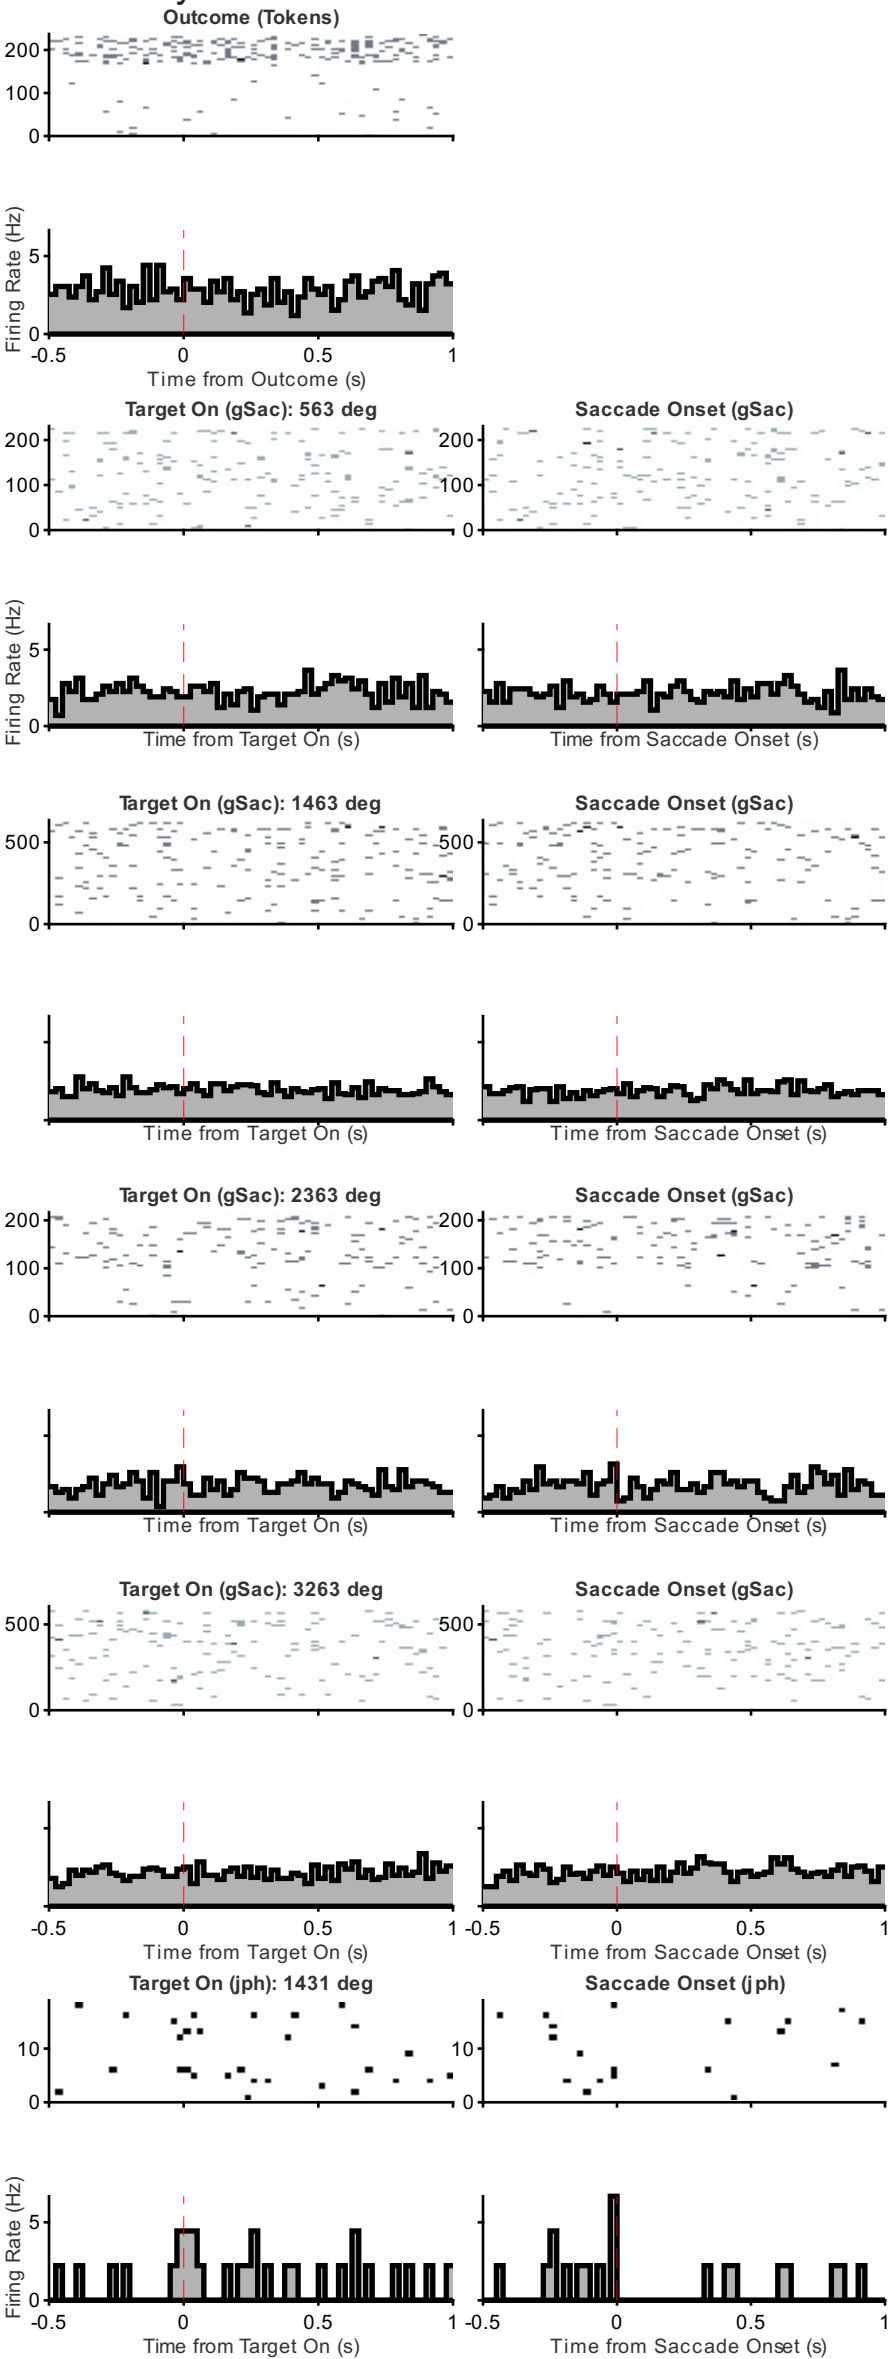 Outcome (Tokens)
200
100
0
Firing Rate (Hz)
5
0
-0.5 0 0.5 1
Time from Outcome (s)
Target On (gSac): 563 deg Saccade Onset (gSac)
200 200
100 100
0 0
Firing Rate (Hz)
5
0
Time from Target On (s) Time from Saccade Onset (s)
Target On (gSac): 1463 deg Saccade Onset (gSac)
500 500
0 0
Time from Target On (s) Time from Saccade Onset (s)
Target On (gSac): 2363 deg Saccade Onset (gSac)
200 200
100 100
0 0
Time from Target On (s) Time from Saccade Onset (s)
Target On (gSac): 3263 deg Saccade Onset (gSac)
500 500
0 0
-0.5 0 0.5 1 -0.5 0 0.5 1
Time from Target On (s) Time from Saccade Onset (s)
Target On (jph): 1431 deg Saccade Onset (jph)
10 10
0 0
Firing Rate (Hz)
5
0
-0.5 0 0.5 1 -0.5 0 0.5 1
Time from Target On (s) Time from Saccade Onset (s)